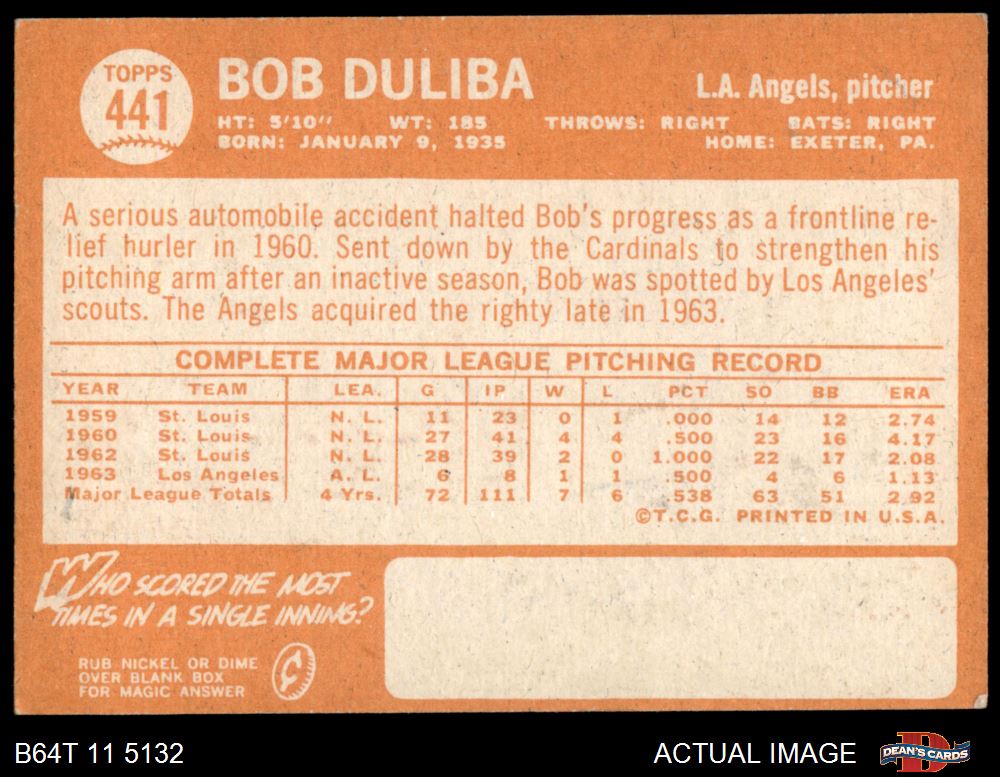 TOPPS
441
BOB DULIBA
L.A. Angels, pitcher
HT: 5'10" WT: 185 THROWS: RIGHT BATS: RIGHT
BORN: JANUARY 9, 1935 HOME: EXETER, PA.
A serious automobile accident halted Bob's progress as a frontline re-
lief hurler in 1960. Sent down by the Cardinals to strengthen his
pitching arm after an inactive season, Bob was spotted by Los Angeles'
scouts. The Angels acquired the righty late in 1963.
COMPLETE MAJOR LEAGUE PITCHING RECORD
YEAR TEAM LEA. G IP W L PCT SO BB ERA
1959 St. Louis N. L. 11 23 0 1 .000 14 12 2.74
1960 St. Louis N. L. 27 41 4 4 .500 23 16 4.17
1962 St. Louis N. L. 28 39 2 0 1.000 22 17 2.08
1963 Los Angeles A. L. 6 8 1 1 .500 4 6 1.13
Major League Totals 4 Yrs. 72 111 7 6 .538 63 51 2.92
©T.C.G. PRINTED IN U.S.A.
WHO SCORED THE MOST
TIMES IN A SINGLE INNING?
RUB NICKEL OR DIME
OVER BLANK BOX
FOR MAGIC ANSWER
¢
B64T 11 5132
ACTUAL IMAGE
D
DEAN'S CARDS